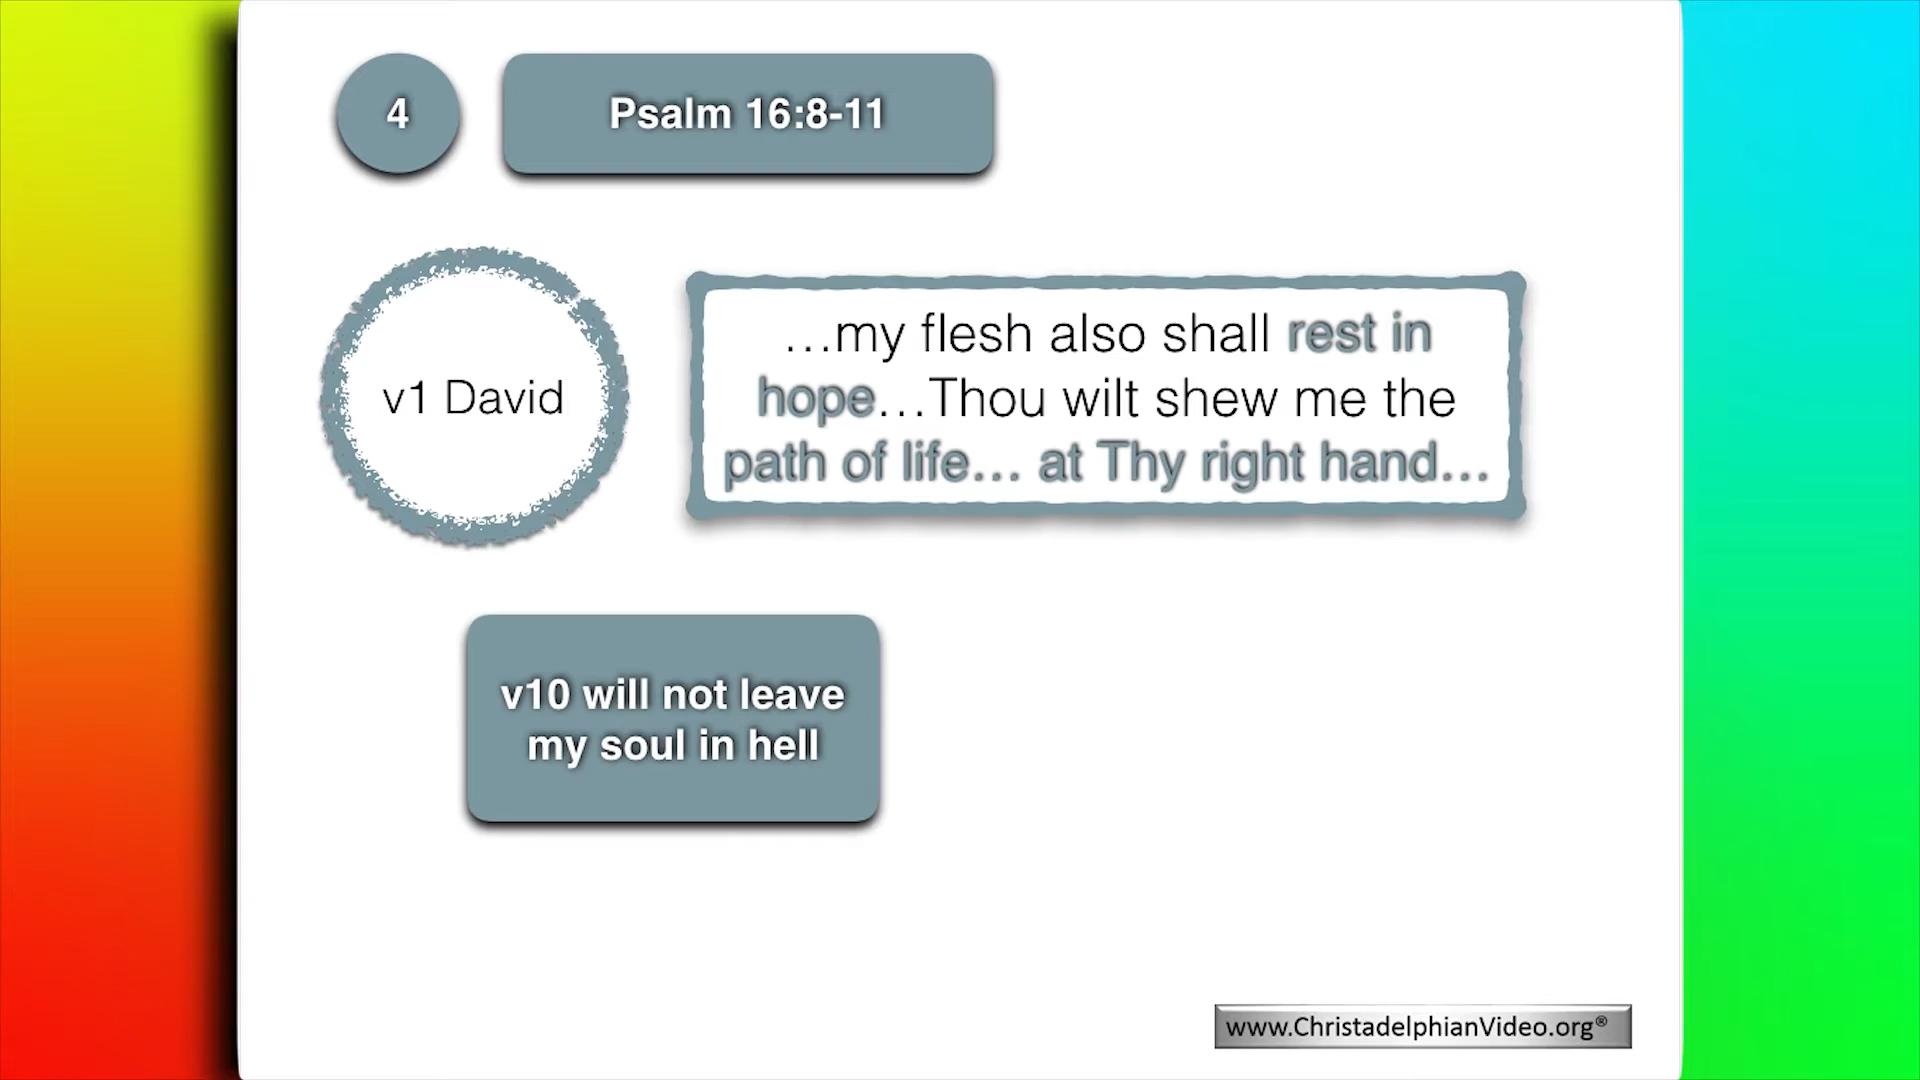 4
Psalm 16:8-11
v1 David
…my flesh also shall rest in
hope…Thou wilt shew me the
path of life… at Thy right hand…
v10 will not leave
my soul in hell
www.ChristadelphianVideo.org®